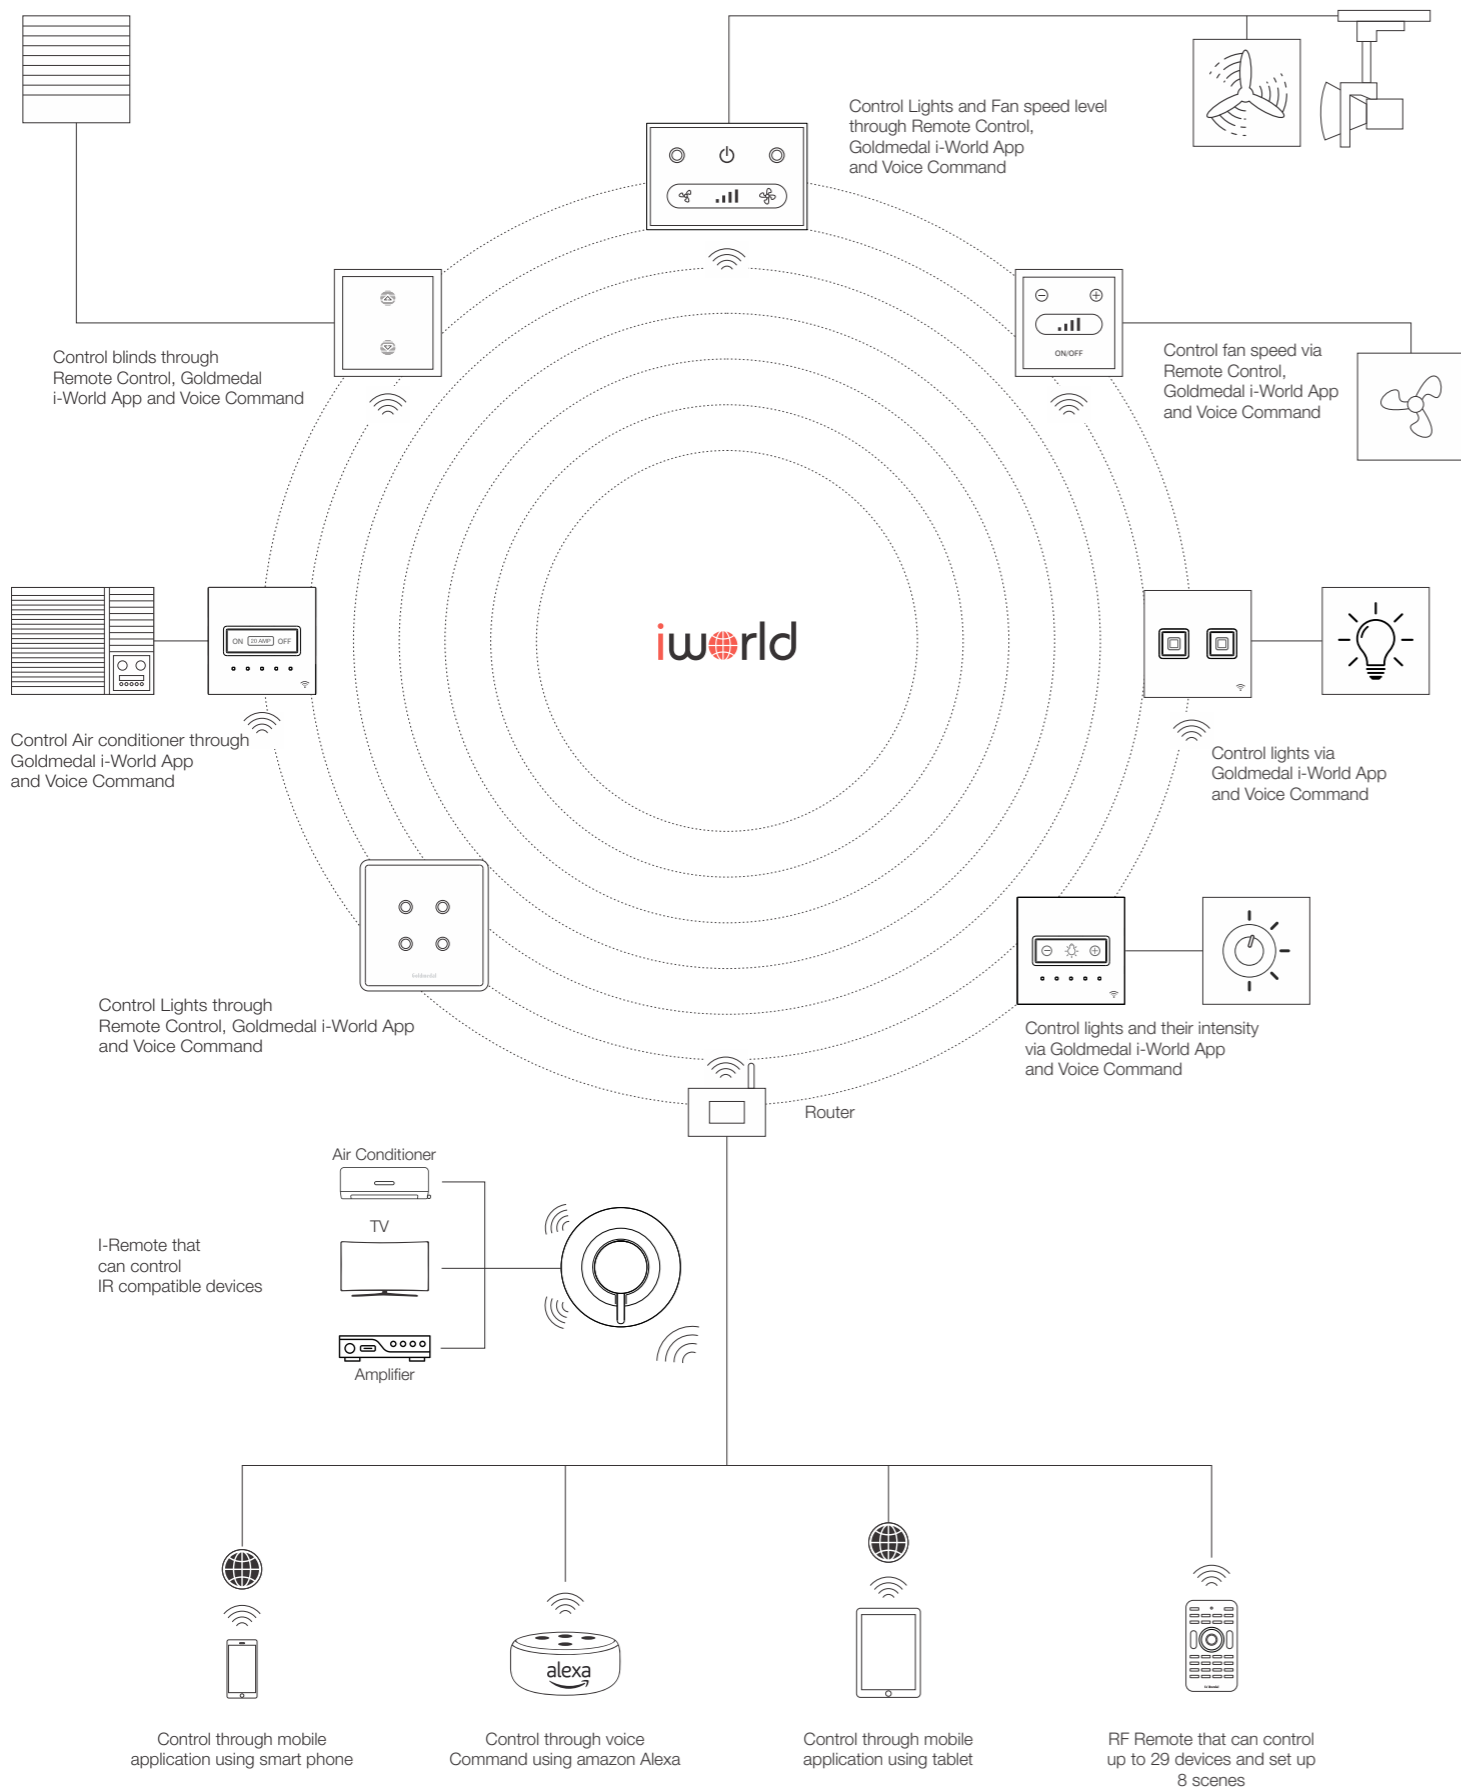 Control Lights and Fan speed level
through Remote Control,
Goldmedal i-World App
and Voice Command
Control blinds through
Remote Control, Goldmedal
i-World App and Voice Command
ON/OFF
Control fan speed via
Remote Control,
Goldmedal i-World App
and Voice Command
iworld
ON 20 AMP OFF
Control Air conditioner through
Goldmedal i-World App
and Voice Command
Control lights via
Goldmedal i-World App
and Voice Command
Control Lights through
Remote Control, Goldmedal i-World App
and Voice Command
Control lights and their intensity
via Goldmedal i-World App
and Voice Command
Router
Air Conditioner
TV
I-Remote that
can control
IR compatible devices
Amplifier
alexa
Control through mobile
application using smart phone
Control through voice
Command using amazon Alexa
Control through mobile
application using tablet
RF Remote that can control
up to 29 devices and set up
8 scenes